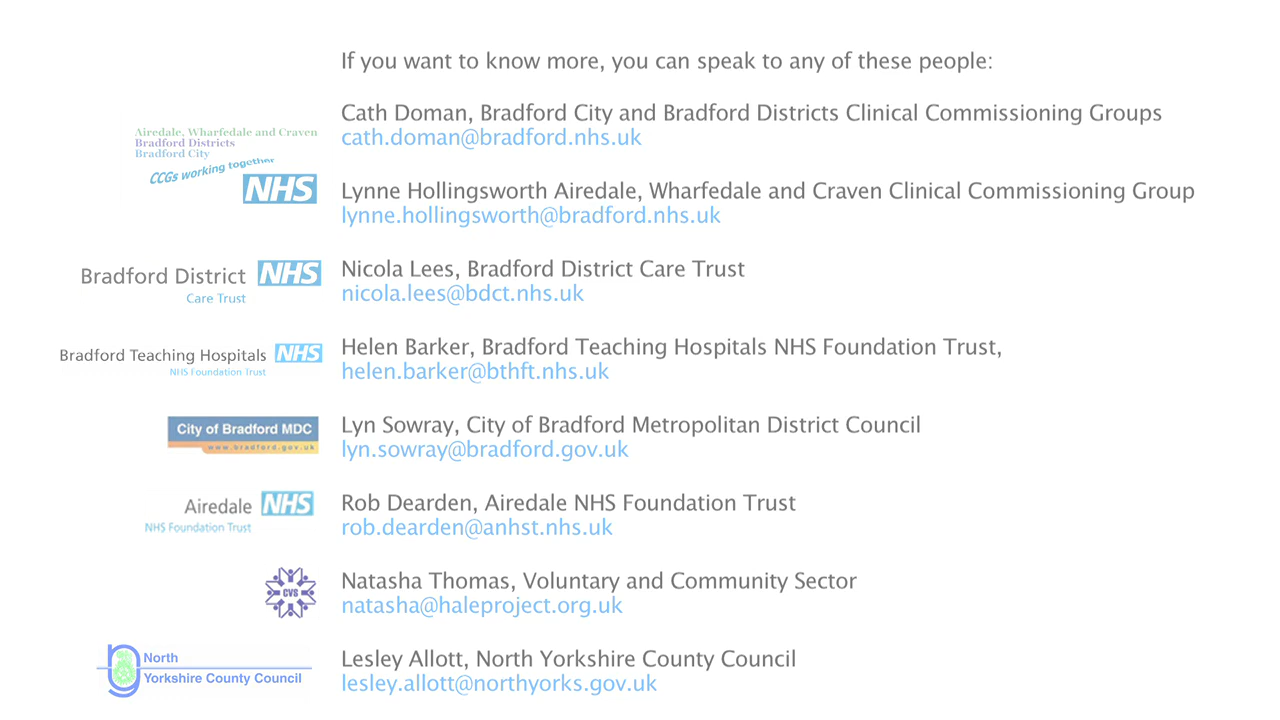 If you want to know more, you can speak to any of these people:
Cath Doman, Bradford City and Bradford Districts Clinical Commissioning Groups
cath.doman@bradford.nhs.uk
Airedale, Wharfedale and Craven
Bradford Districts
Bradford City
CCGs working together
NHS
Lynne Hollingsworth Airedale, Wharfedale and Craven Clinical Commissioning Group
lynne.hollingsworth@bradford.nhs.uk
Bradford District NHS
Care Trust
Nicola Lees, Bradford District Care Trust
nicola.lees@bdct.nhs.uk
Bradford Teaching Hospitals NHS
NHS Foundation Trust
Helen Barker, Bradford Teaching Hospitals NHS Foundation Trust,
helen.barker@bthft.nhs.uk
City of Bradford MDC
www.bradford.gov.uk
Lyn Sowray, City of Bradford Metropolitan District Council
lyn.sowray@bradford.gov.uk
Airedale NHS
NHS Foundation Trust
Rob Dearden, Airedale NHS Foundation Trust
rob.dearden@anhst.nhs.uk
CVS
Natasha Thomas, Voluntary and Community Sector
natasha@haleproject.org.uk
North
Yorkshire County Council
Lesley Allott, North Yorkshire County Council
lesley.allott@northyorks.gov.uk